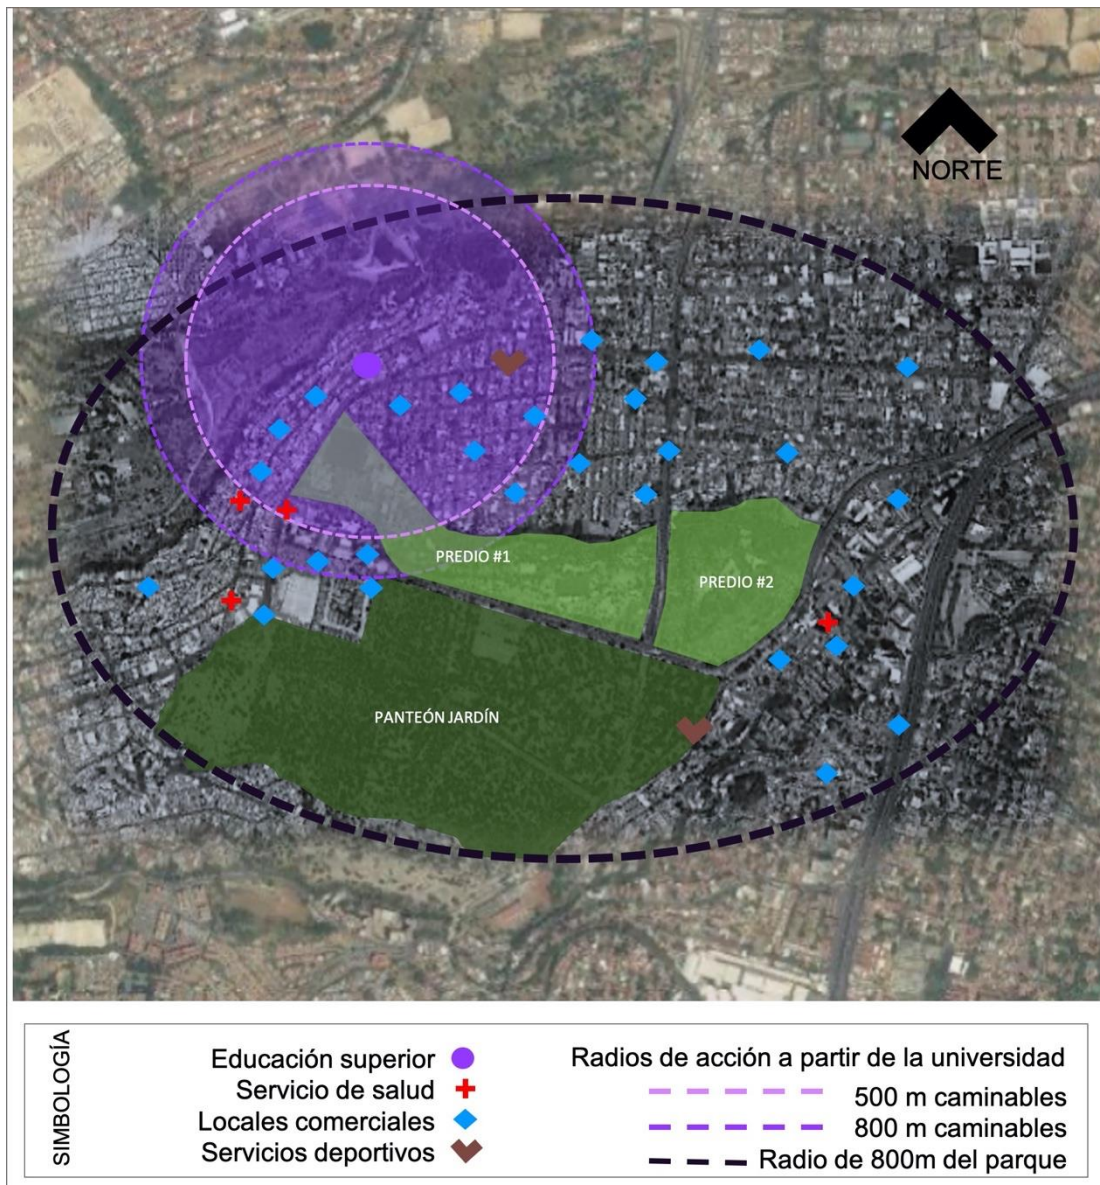 NORTE
PREDIO #1
PREDIO #2
PANTEÓN JARDÍN
SIMBOLOGÍA
Educación superior
Servicio de salud
Locales comerciales
Servicios deportivos
Radios de acción a partir de la universidad
500 m caminables
800 m caminables
Radio de 800m del parque